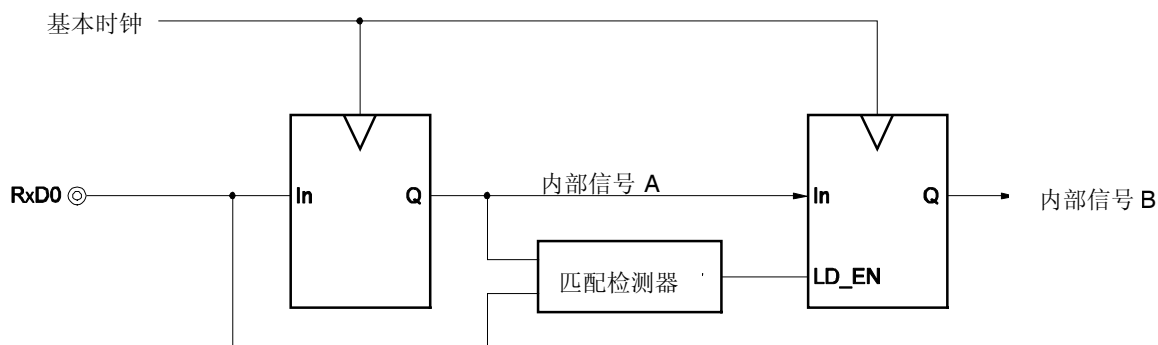 基本时钟
RxD0
In
Q
内部信号 A
In
Q
内部信号 B
匹配检测器
LD_EN